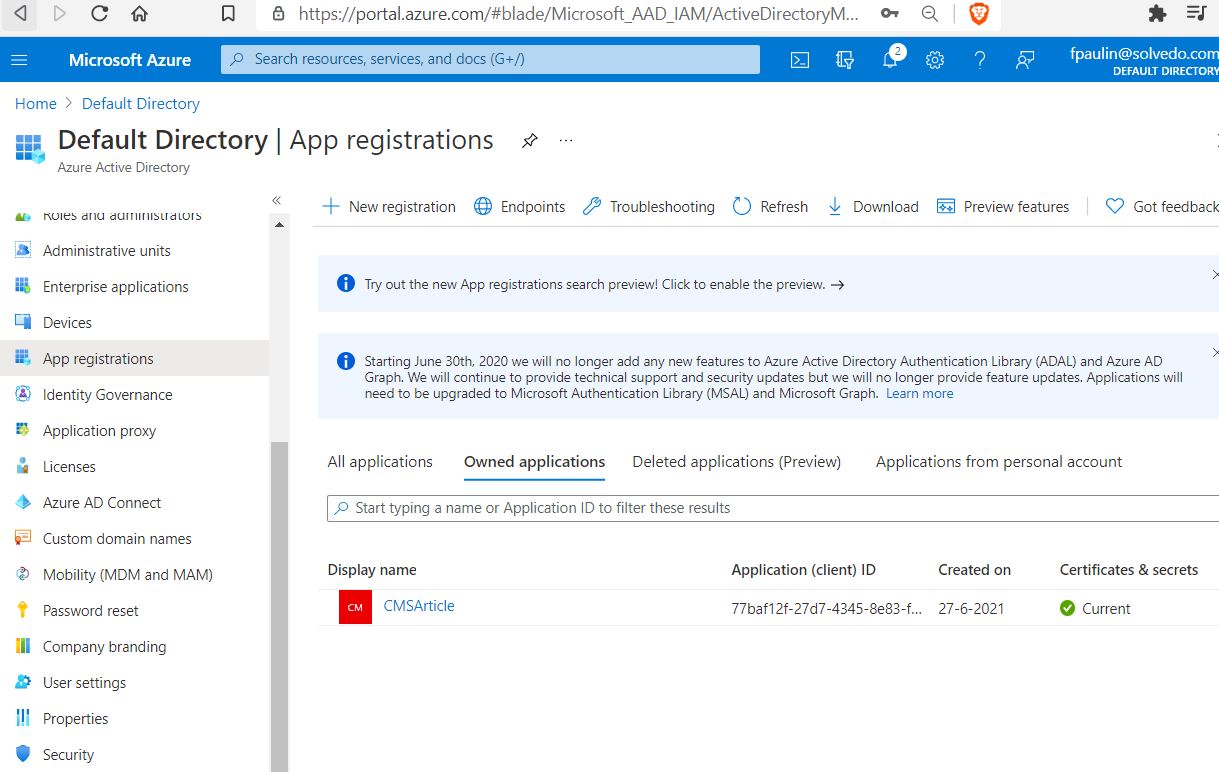 https://portal.azure.com/#blade/Microsoft_AAD_IAM/ActiveDirectoryM...
Microsoft Azure
Search resources, services, and docs (G+/)
2
fpaulin@solvedo.com
DEFAULT DIRECTORY
Home > Default Directory
Default Directory | App registrations
...
Azure Active Directory
«
Roles and administrators
Administrative units
Enterprise applications
Devices
App registrations
Identity Governance
Application proxy
Licenses
Azure AD Connect
Custom domain names
Mobility (MDM and MAM)
Password reset
Company branding
User settings
Properties
Security
New registration
Endpoints
Troubleshooting
Refresh
Download
Preview features
Got feedback
Try out the new App registrations search preview! Click to enable the preview. →
Starting June 30th, 2020 we will no longer add any new features to Azure Active Directory Authentication Library (ADAL) and Azure AD
Graph. We will continue to provide technical support and security updates but we will no longer provide feature updates. Applications will
need to be upgraded to Microsoft Authentication Library (MSAL) and Microsoft Graph. Learn more
All applications
Owned applications
Deleted applications (Preview)
Applications from personal account
Start typing a name or Application ID to filter these results
Display name
Application (client) ID
Created on
Certificates & secrets
CM
CMSArticle
77baf12f-27d7-4345-8e83-f...
27-6-2021
Current